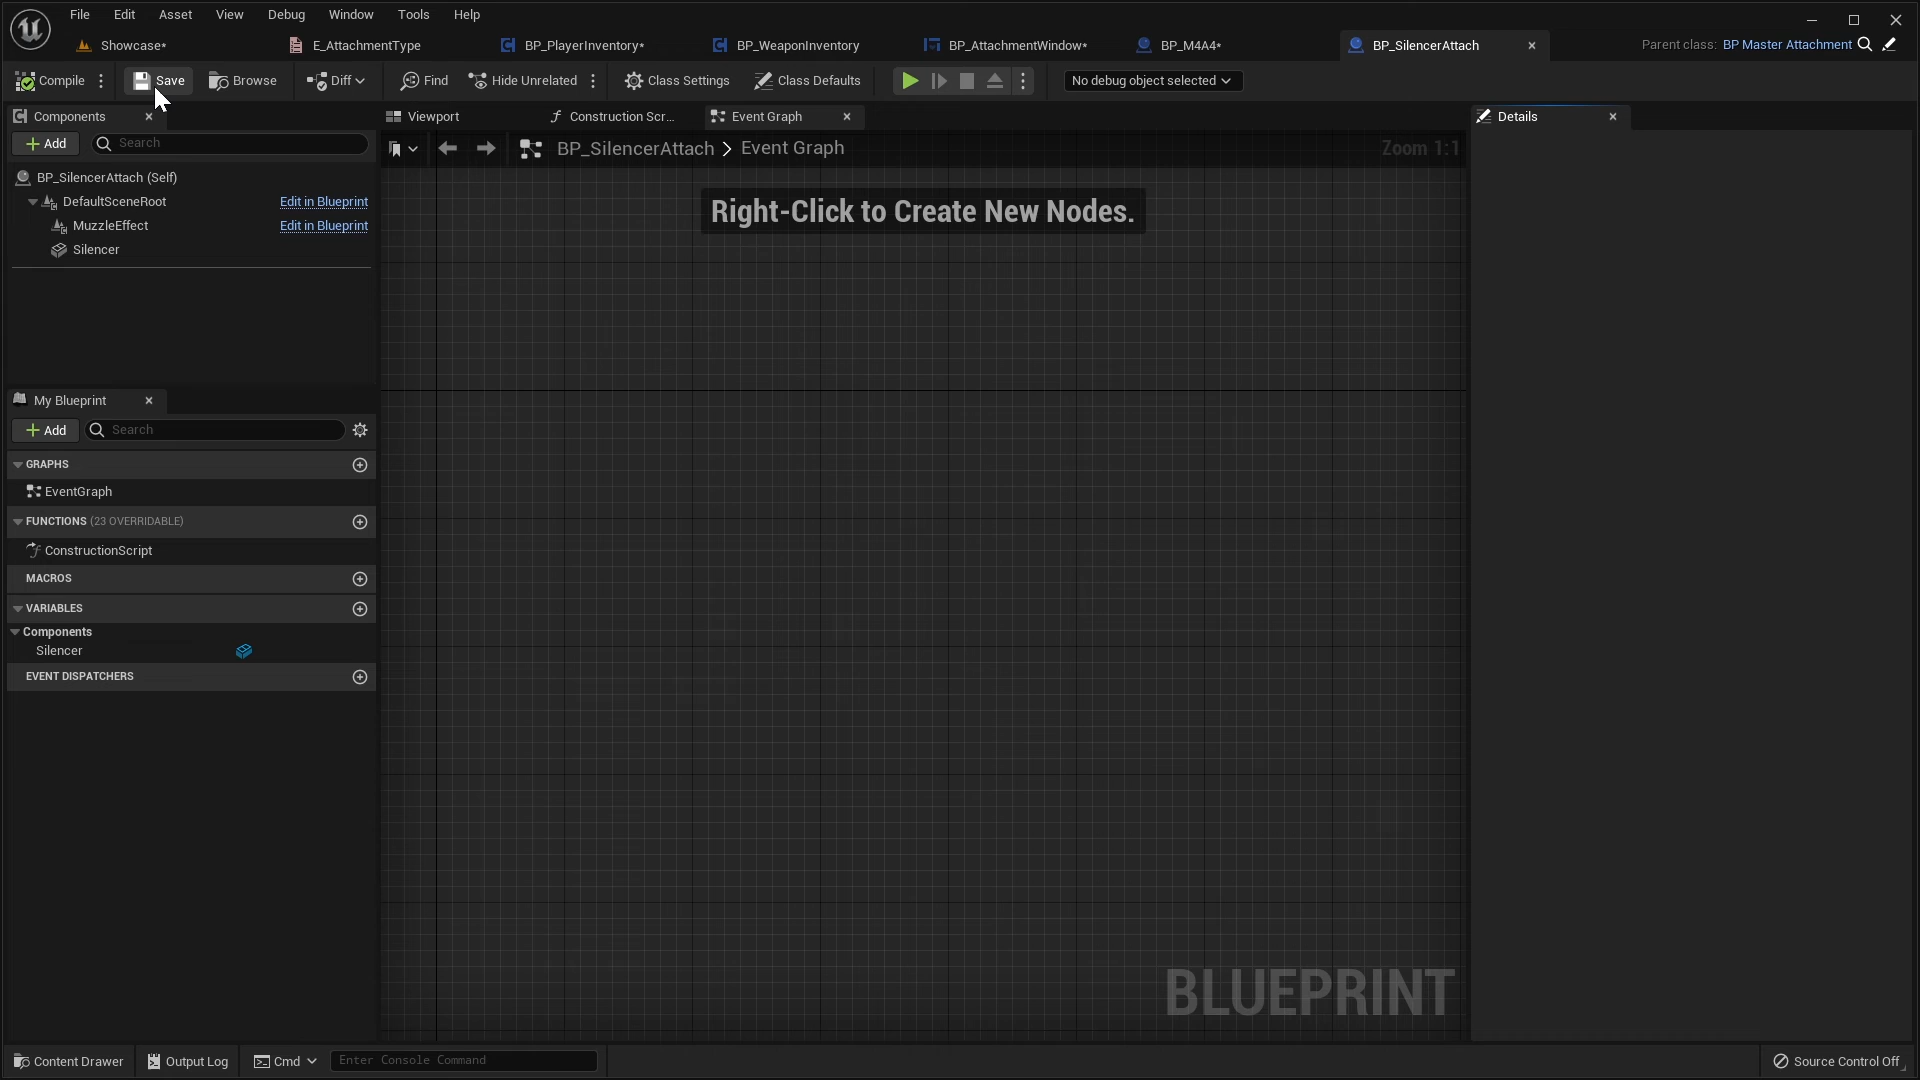 File Edit Asset View Debug Window Tools Help
Showcase* E_AttachmentType BP_PlayerInventory* BP_WeaponInventory BP_AttachmentWindow* BP_M4A4* BP_SilencerAttach Parent class: BP Master Attachment
Compile Save Browse Diff Find Hide Unrelated Class Settings Class Defaults No debug object selected
Components Viewport Construction Scr... Event Graph Details
Add Search BP_SilencerAttach > Event Graph Zoom 1:1
BP_SilencerAttach (Self)
DefaultSceneRoot Edit in Blueprint
MuzzleEffect Edit in Blueprint
Silencer
Right-Click to Create New Nodes.
My Blueprint
Add Search
GRAPHS
EventGraph
FUNCTIONS (23 OVERRIDABLE)
ConstructionScript
MACROS
VARIABLES
Components
Silencer
EVENT DISPATCHERS
BLUEPRINT
Content Drawer Output Log Cmd Enter Console Command Source Control Off